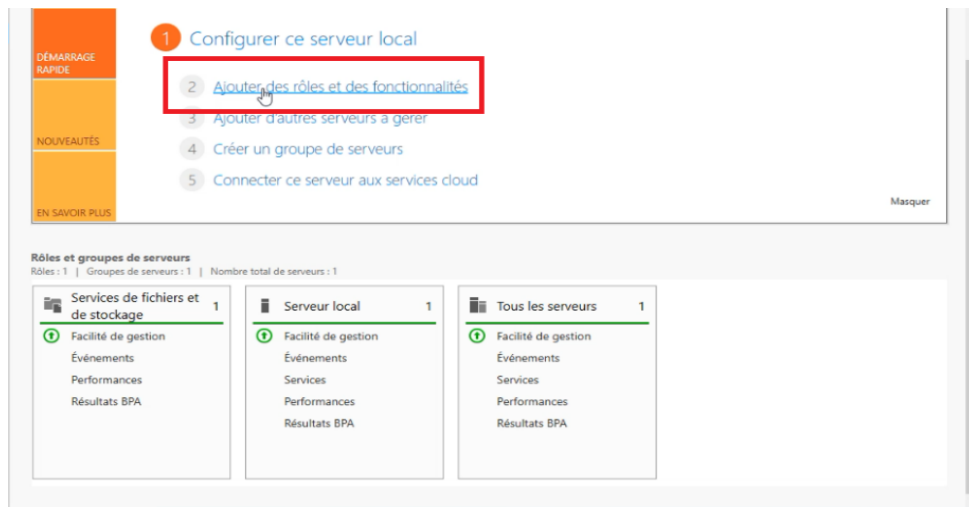 1 Configurer ce serveur local
DÉMARRAGE
RAPIDE
2 Ajouter des rôles et des fonctionnalités
3 Ajouter d'autres serveurs à gérer
NOUVEAUTÉS
4 Créer un groupe de serveurs
5 Connecter ce serveur aux services cloud
Masquer
EN SAVOIR PLUS
Rôles et groupes de serveurs
Rôles : 1 | Groupes de serveurs : 1 | Nombre total de serveurs : 1
Services de fichiers et
de stockage 1
Facilité de gestion
Événements
Performances
Résultats BPA
Serveur local 1
Facilité de gestion
Événements
Services
Performances
Résultats BPA
Tous les serveurs 1
Facilité de gestion
Événements
Services
Performances
Résultats BPA